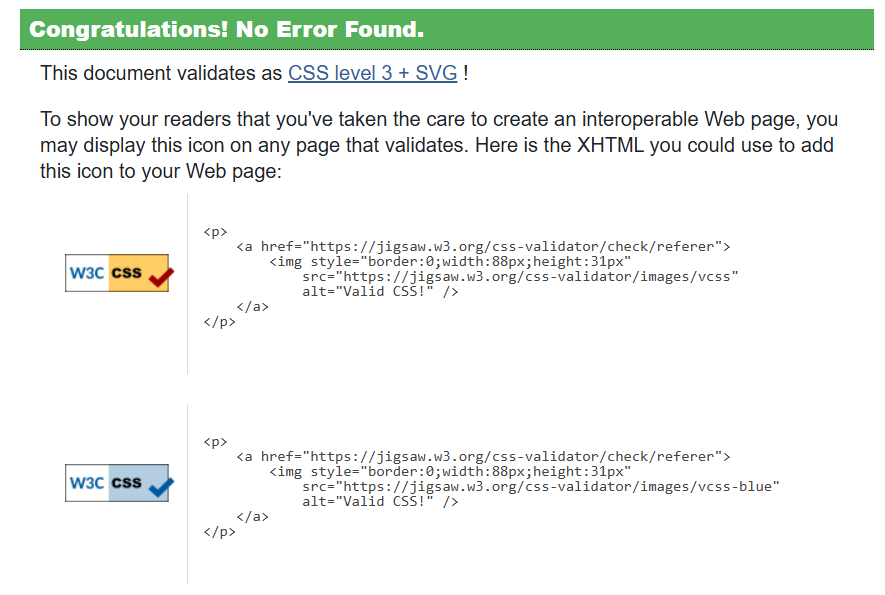 Congratulations! No Error Found.
This document validates as CSS level 3 + SVG !
To show your readers that you've taken the care to create an interoperable Web page, you
may display this icon on any page that validates. Here is the XHTML you could use to add
this icon to your Web page:
W3C css
<p>
    <a href="https://jigsaw.w3.org/css-validator/check/referer">
        <img style="border:0;width:88px;height:31px"
            src="https://jigsaw.w3.org/css-validator/images/vcss"
            alt="Valid CSS!" />
    </a>
</p>
W3C css
<p>
    <a href="https://jigsaw.w3.org/css-validator/check/referer">
        <img style="border:0;width:88px;height:31px"
            src="https://jigsaw.w3.org/css-validator/images/vcss-blue"
            alt="Valid CSS!" />
    </a>
</p>